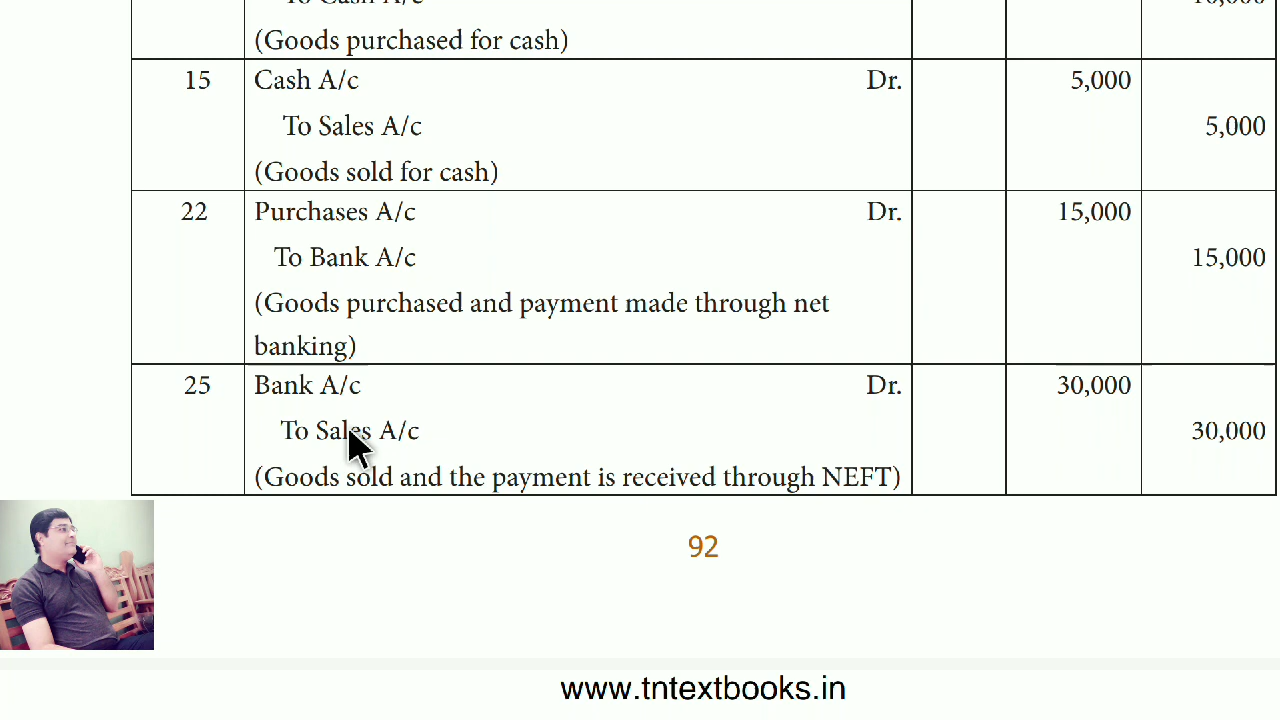 (Goods purchased for cash)
15 Cash A/c Dr. 5,000
To Sales A/c 5,000
(Goods sold for cash)
22 Purchases A/c Dr. 15,000
To Bank A/c 15,000
(Goods purchased and payment made through net
banking)
25 Bank A/c Dr. 30,000
To Sales A/c 30,000
(Goods sold and the payment is received through NEFT)
92
www.tntextbooks.in